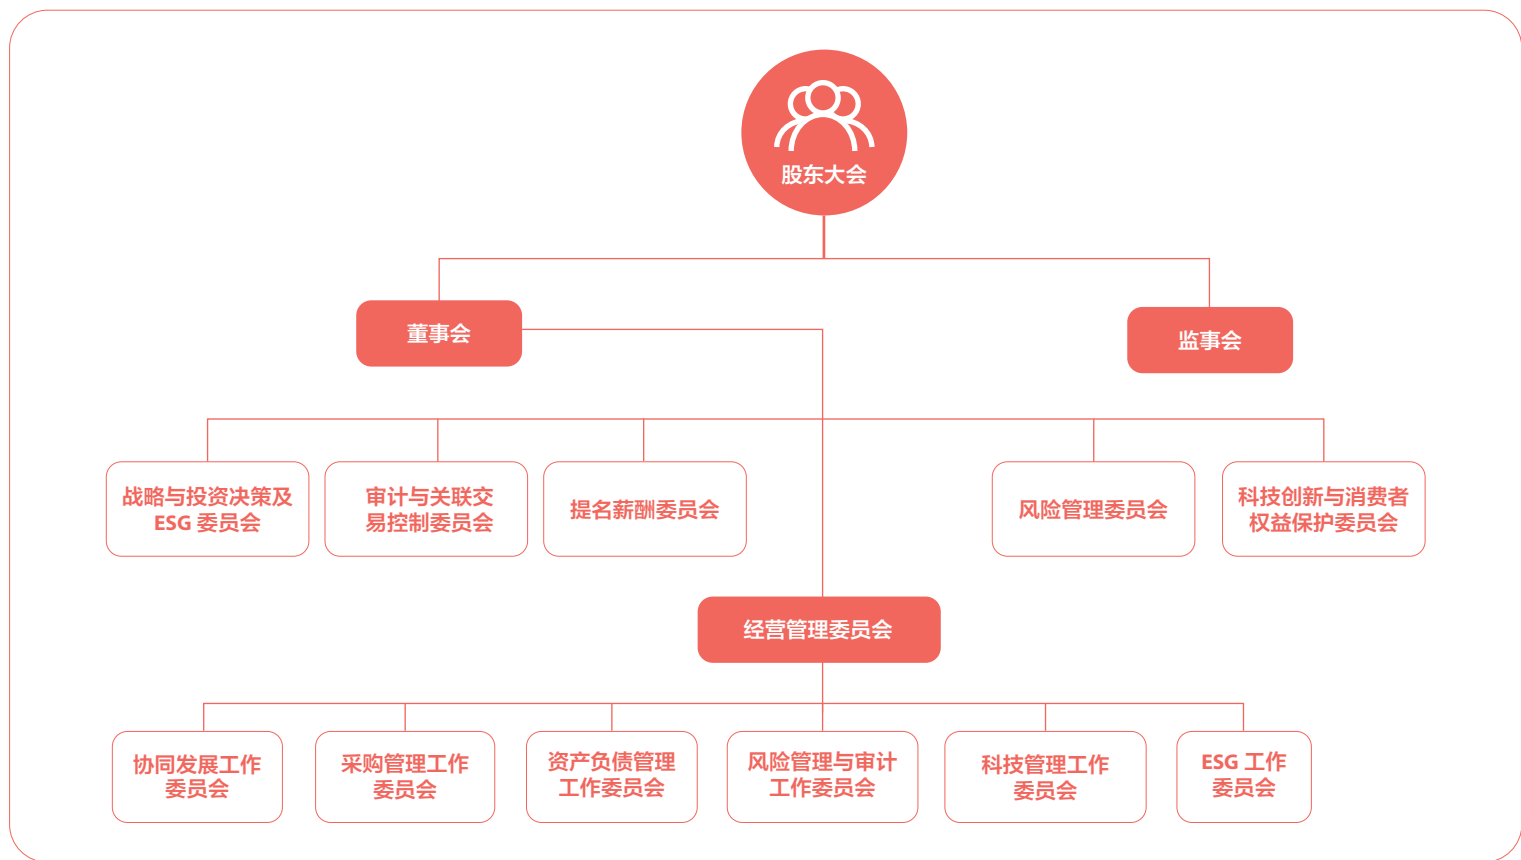 股东大会
董事会
监事会
战略与投资决策及
ESG 委员会
审计与关联交
易控制委员会
提名薪酬委员会
风险管理委员会
科技创新与消费者
权益保护委员会
经营管理委员会
协同发展工作
委员会
采购管理工作
委员会
资产负债管理
工作委员会
风险管理与审计
工作委员会
科技管理工作
委员会
ESG 工作
委员会